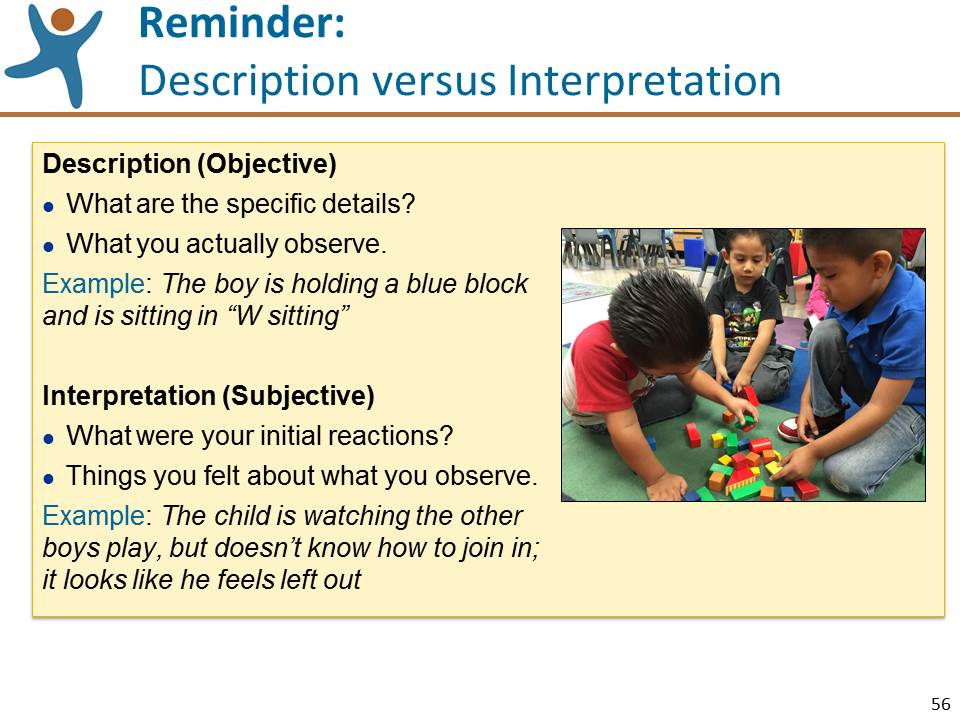 Reminder:
Description versus Interpretation
Description (Objective)
● What are the specific details?
● What you actually observe.
Example: The boy is holding a blue block
and is sitting in “W sitting”
Interpretation (Subjective)
● What were your initial reactions?
● Things you felt about what you observe.
Example: The child is watching the other
boys play, but doesn’t know how to join in;
it looks like he feels left out
SUPER
56